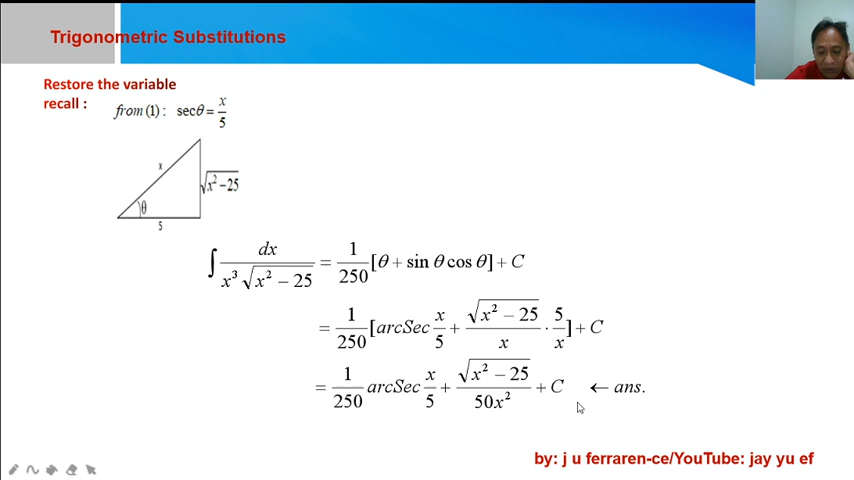 Trigonometric Substitutions
Restore the variable
recall :
from (1) : secθ = x/5
x
√(x²−25)
θ
5
∫ dx / (x³ √(x² − 25)) = 1/250 [θ + sin θ cos θ] + C
= 1/250 [arcSec x/5 + √(x² − 25)/x · 5/x] + C
= 1/250 arcSec x/5 + √(x² − 25)/50x² + C ← ans.
by: j u ferraren-ce/YouTube: jay yu ef